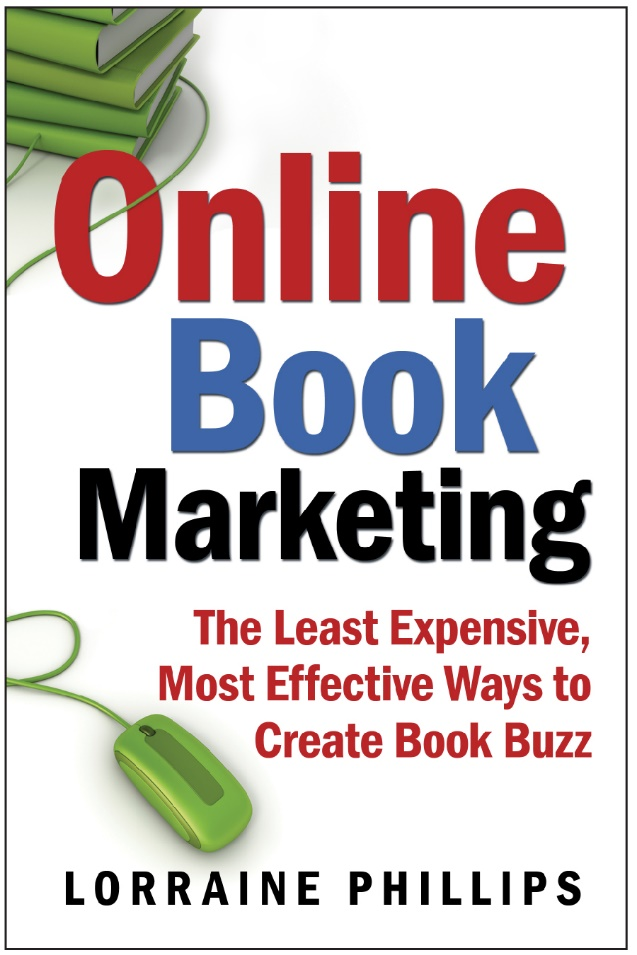 Online
Book
Marketing
The Least Expensive,
Most Effective Ways to
Create Book Buzz
LORRAINE PHILLIPS